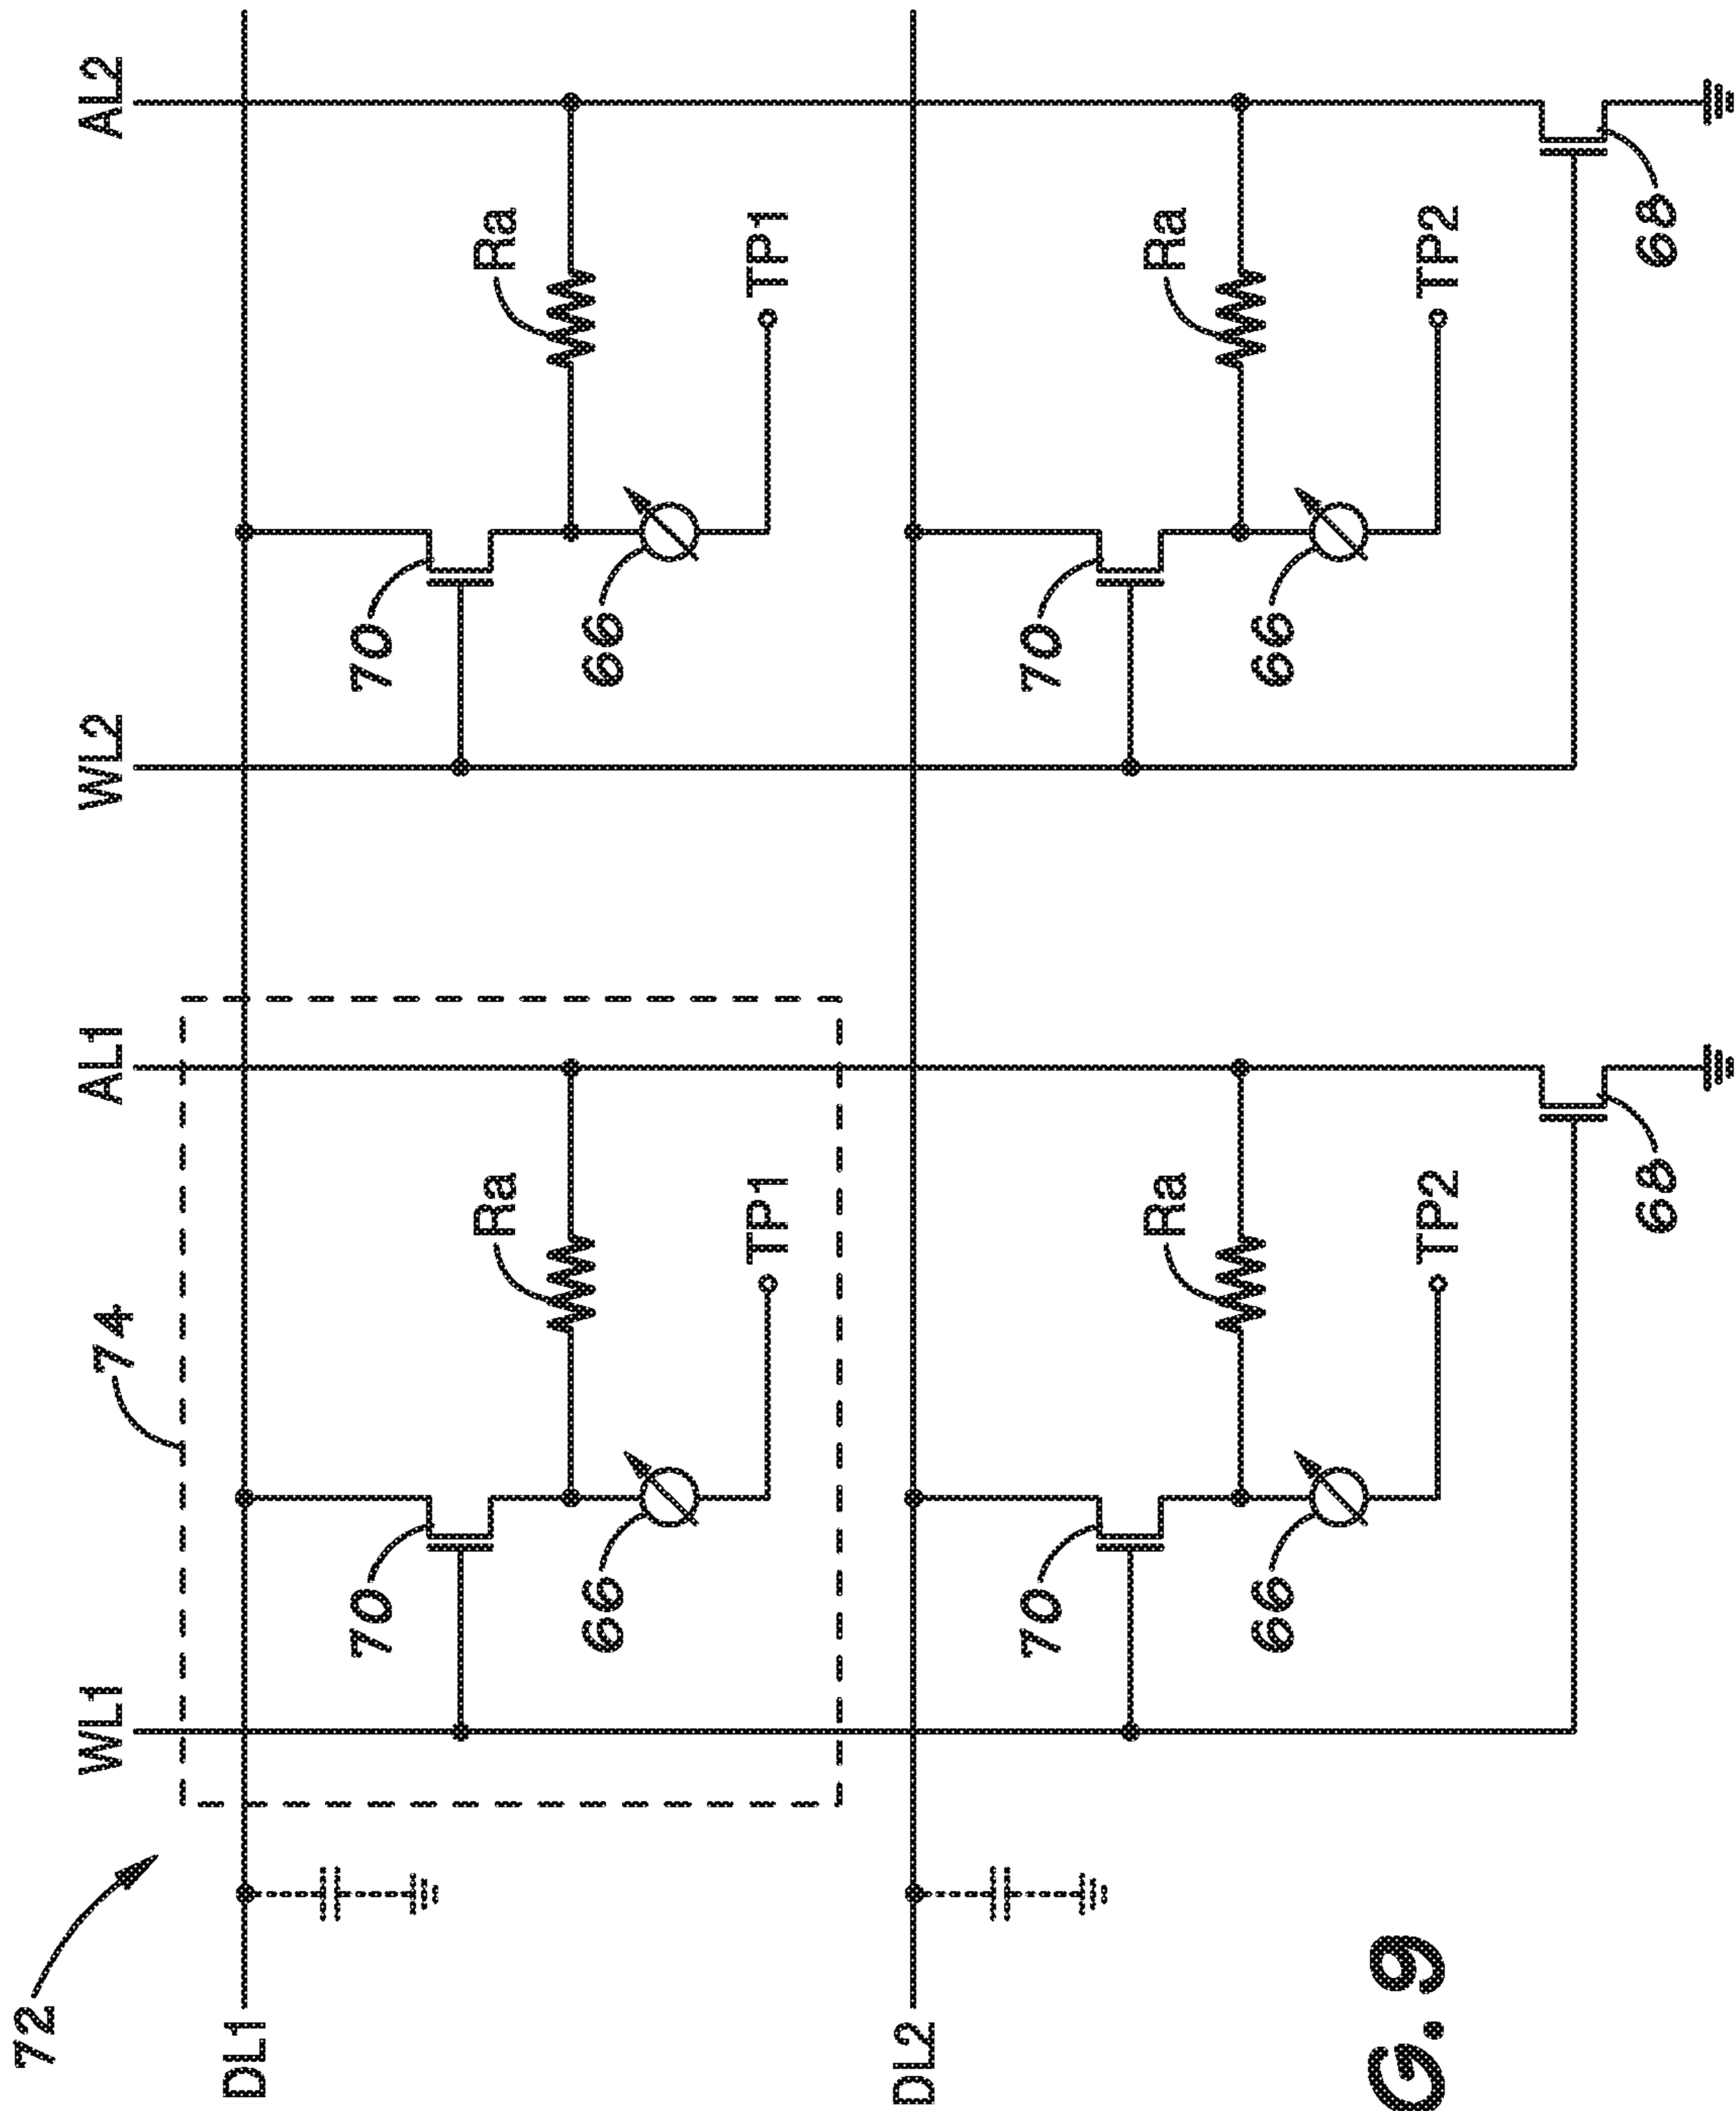 72
WL1 74 AL1 WL2 AL2
DL1
70 70
Ra Ra
66 66
TP1 TP1
DL2
70 70
Ra Ra
66 66
TP2 TP2
G. 9
68 68